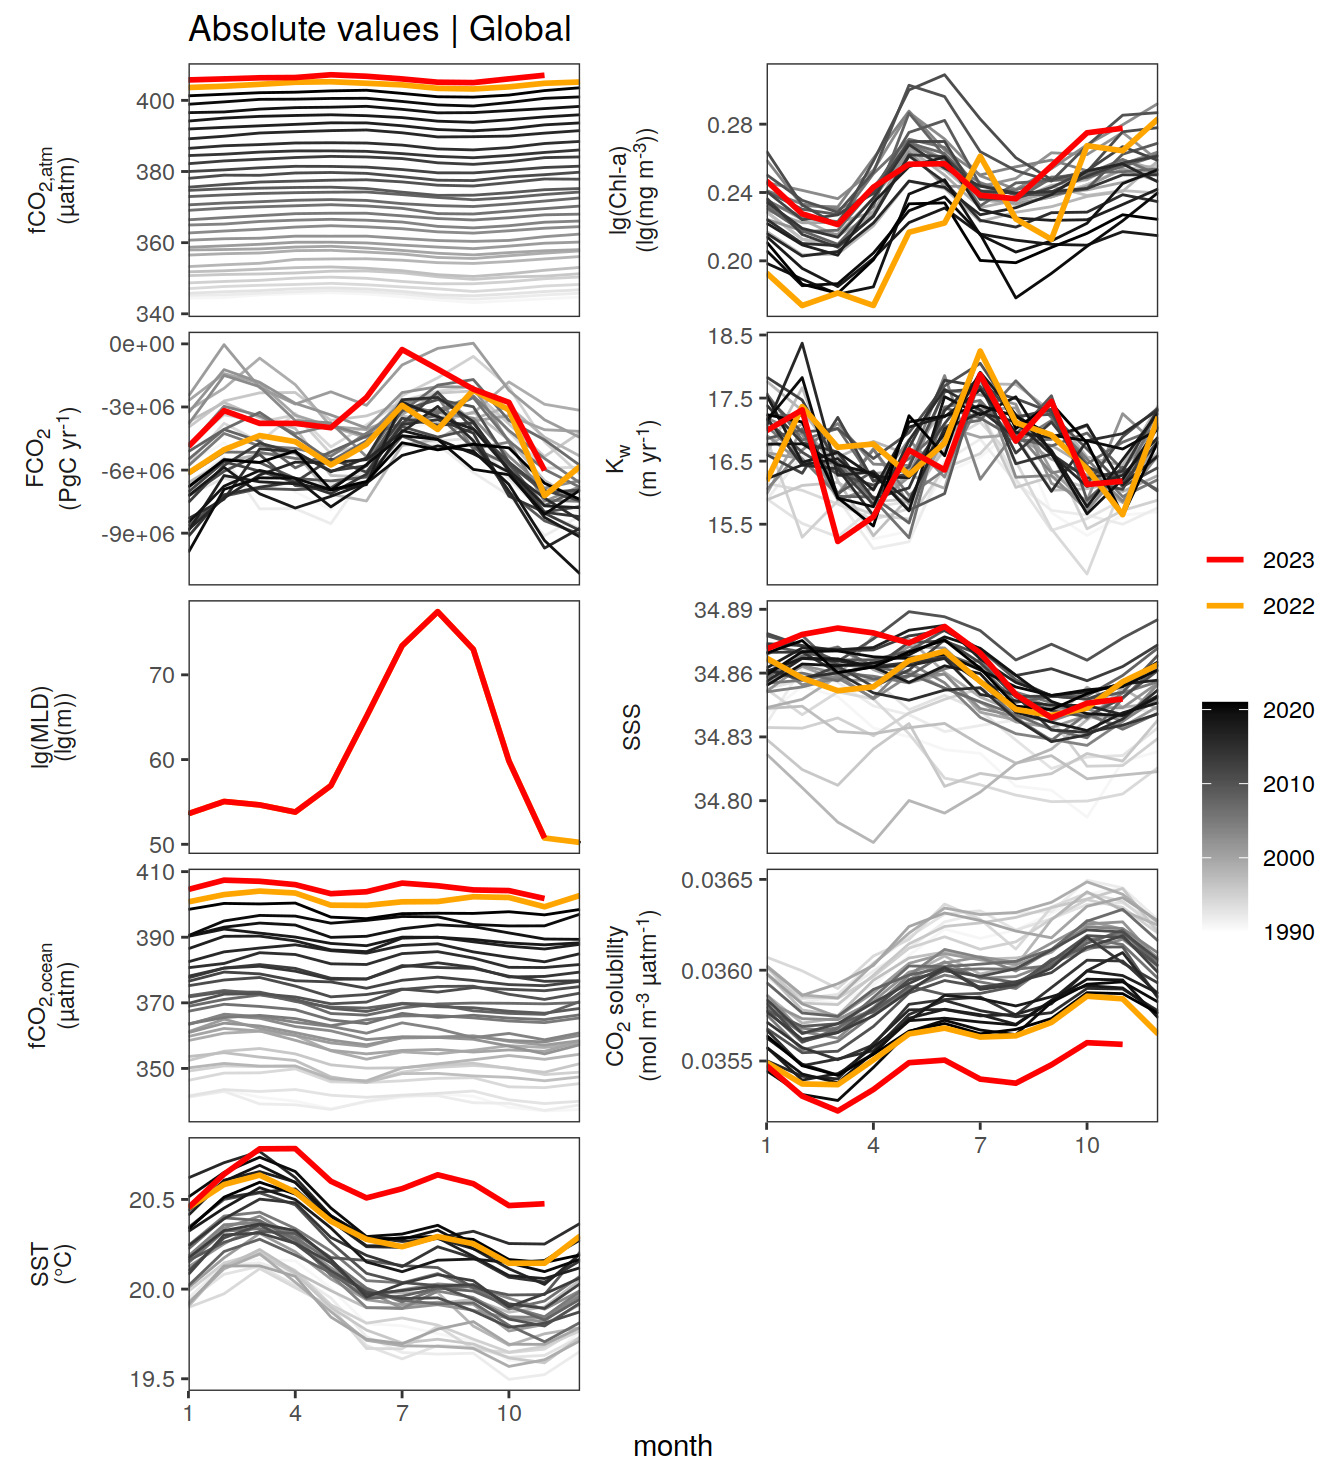 Absolute values | Global
fCO2,atm
(µatm)
400
380
360
340
lg(Chl-a)
(lg(mg m-3))
0.28
0.24
0.20
FCO2
(PgC yr-1)
0e+00
-3e+06
-6e+06
-9e+06
Kw
(m yr-1)
18.5
17.5
16.5
15.5
lg(MLD)
(lg(m))
70
60
50
SSS
34.89
34.86
34.83
34.80
fCO2,ocean
(µatm)
410
390
370
350
CO2 solubility
(mol m-3 µatm-1)
0.0365
0.0360
0.0355
1 4 7 10
SST
(°C)
20.5
20.0
19.5
1 4 7 10
month
2023
2022
2020
2010
2000
1990